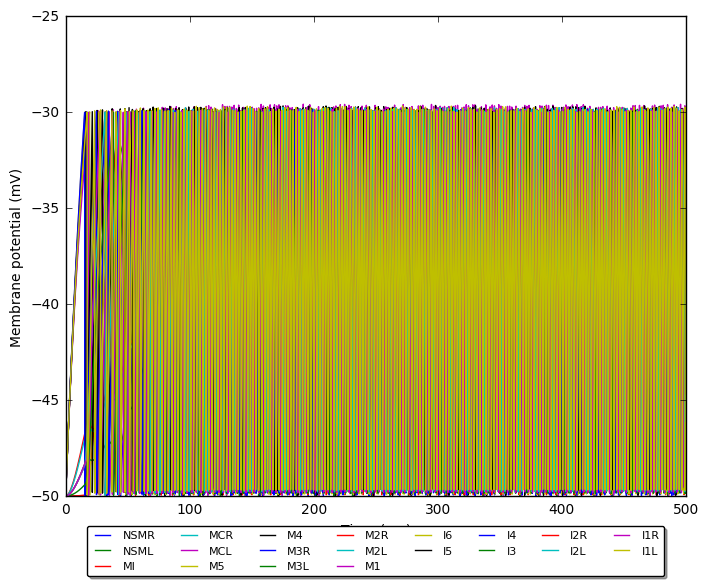 −25
−30
−35
−40
−45
−50
Membrane potential (mV)
0 100 200 300 400 500
NSMR MCR M4 M2R I6 I4 I2R I1R
NSML MCL M3R M2L I5 I3 I2L I1L
MI M5 M3L M1